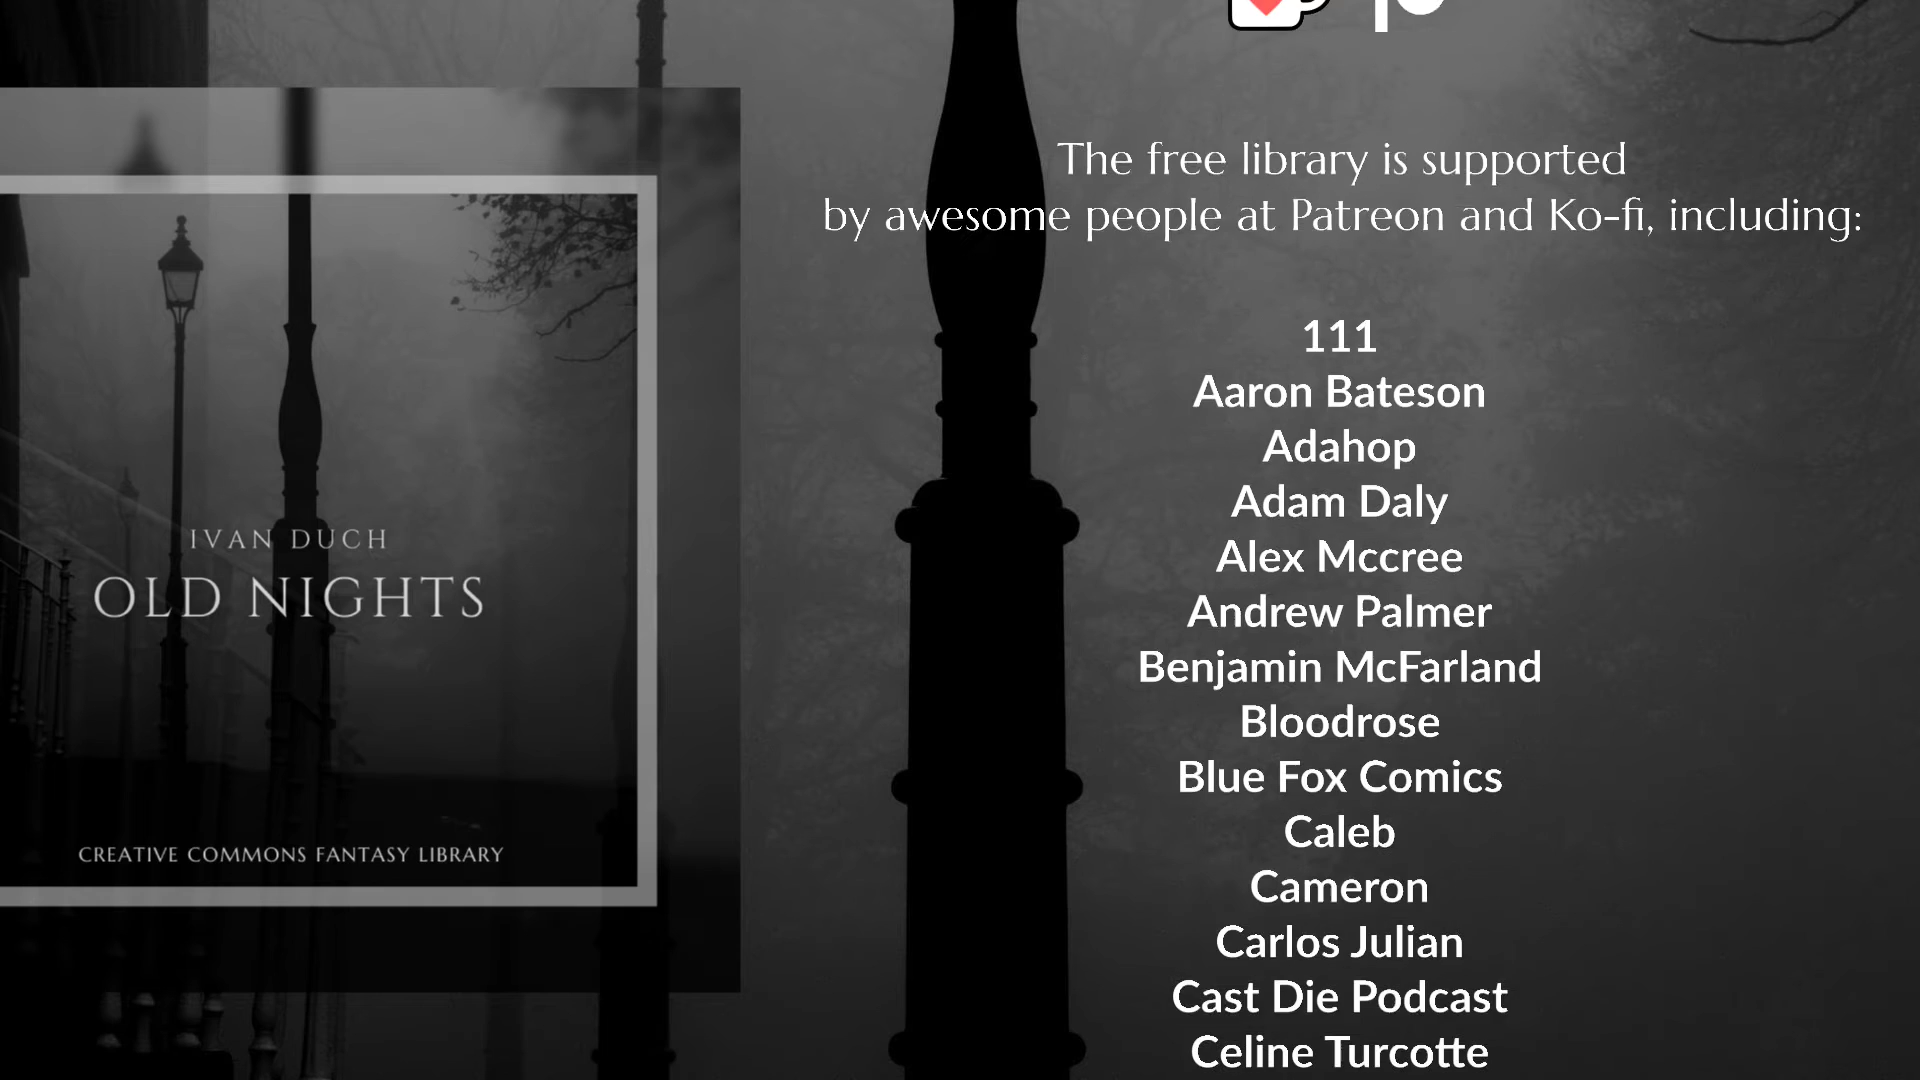 IVAN DUCH
OLD NIGHTS
CREATIVE COMMONS FANTASY LIBRARY
The free library is supported
by awesome people at Patreon and Ko-fi, including:
111
Aaron Bateson
Adahop
Adam Daly
Alex Mccree
Andrew Palmer
Benjamin McFarland
Bloodrose
Blue Fox Comics
Caleb
Cameron
Carlos Julian
Cast Die Podcast
Celine Turcotte